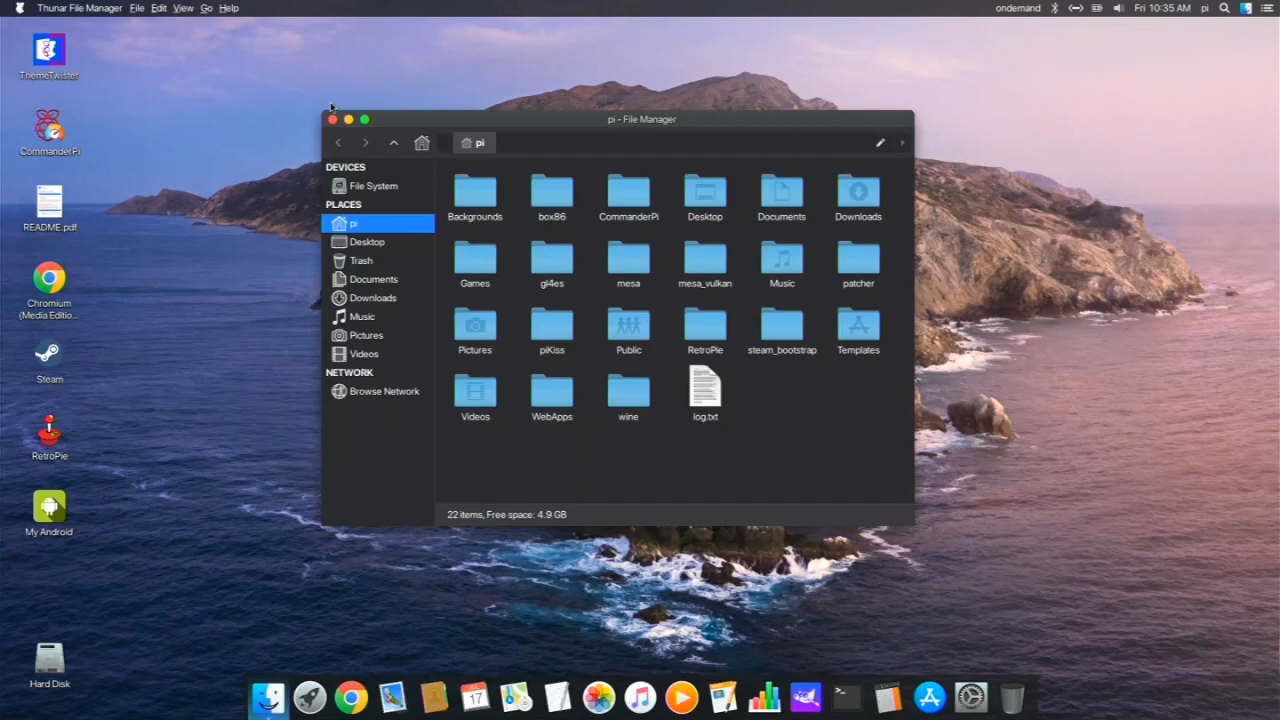 Thunar File Manager File Edit View Go Help
ondemand Fri 10:35 AM pi
ThemeTwister
CommanderPi
README.pdf
Chromium
(Media Editio...
Steam
RetroPie
My Android
Hard Disk
pi - File Manager
pi
DEVICES
File System
PLACES
pi
Desktop
Trash
Documents
Downloads
Music
Pictures
Videos
NETWORK
Browse Network
Backgrounds box86 CommanderPi Desktop Documents Downloads
Games gl4es mesa mesa_vulkan Music patcher
Pictures piKiss Public RetroPie steam_bootstrap Templates
Videos WebApps wine log.txt
22 items, Free space: 4.9 GB
17